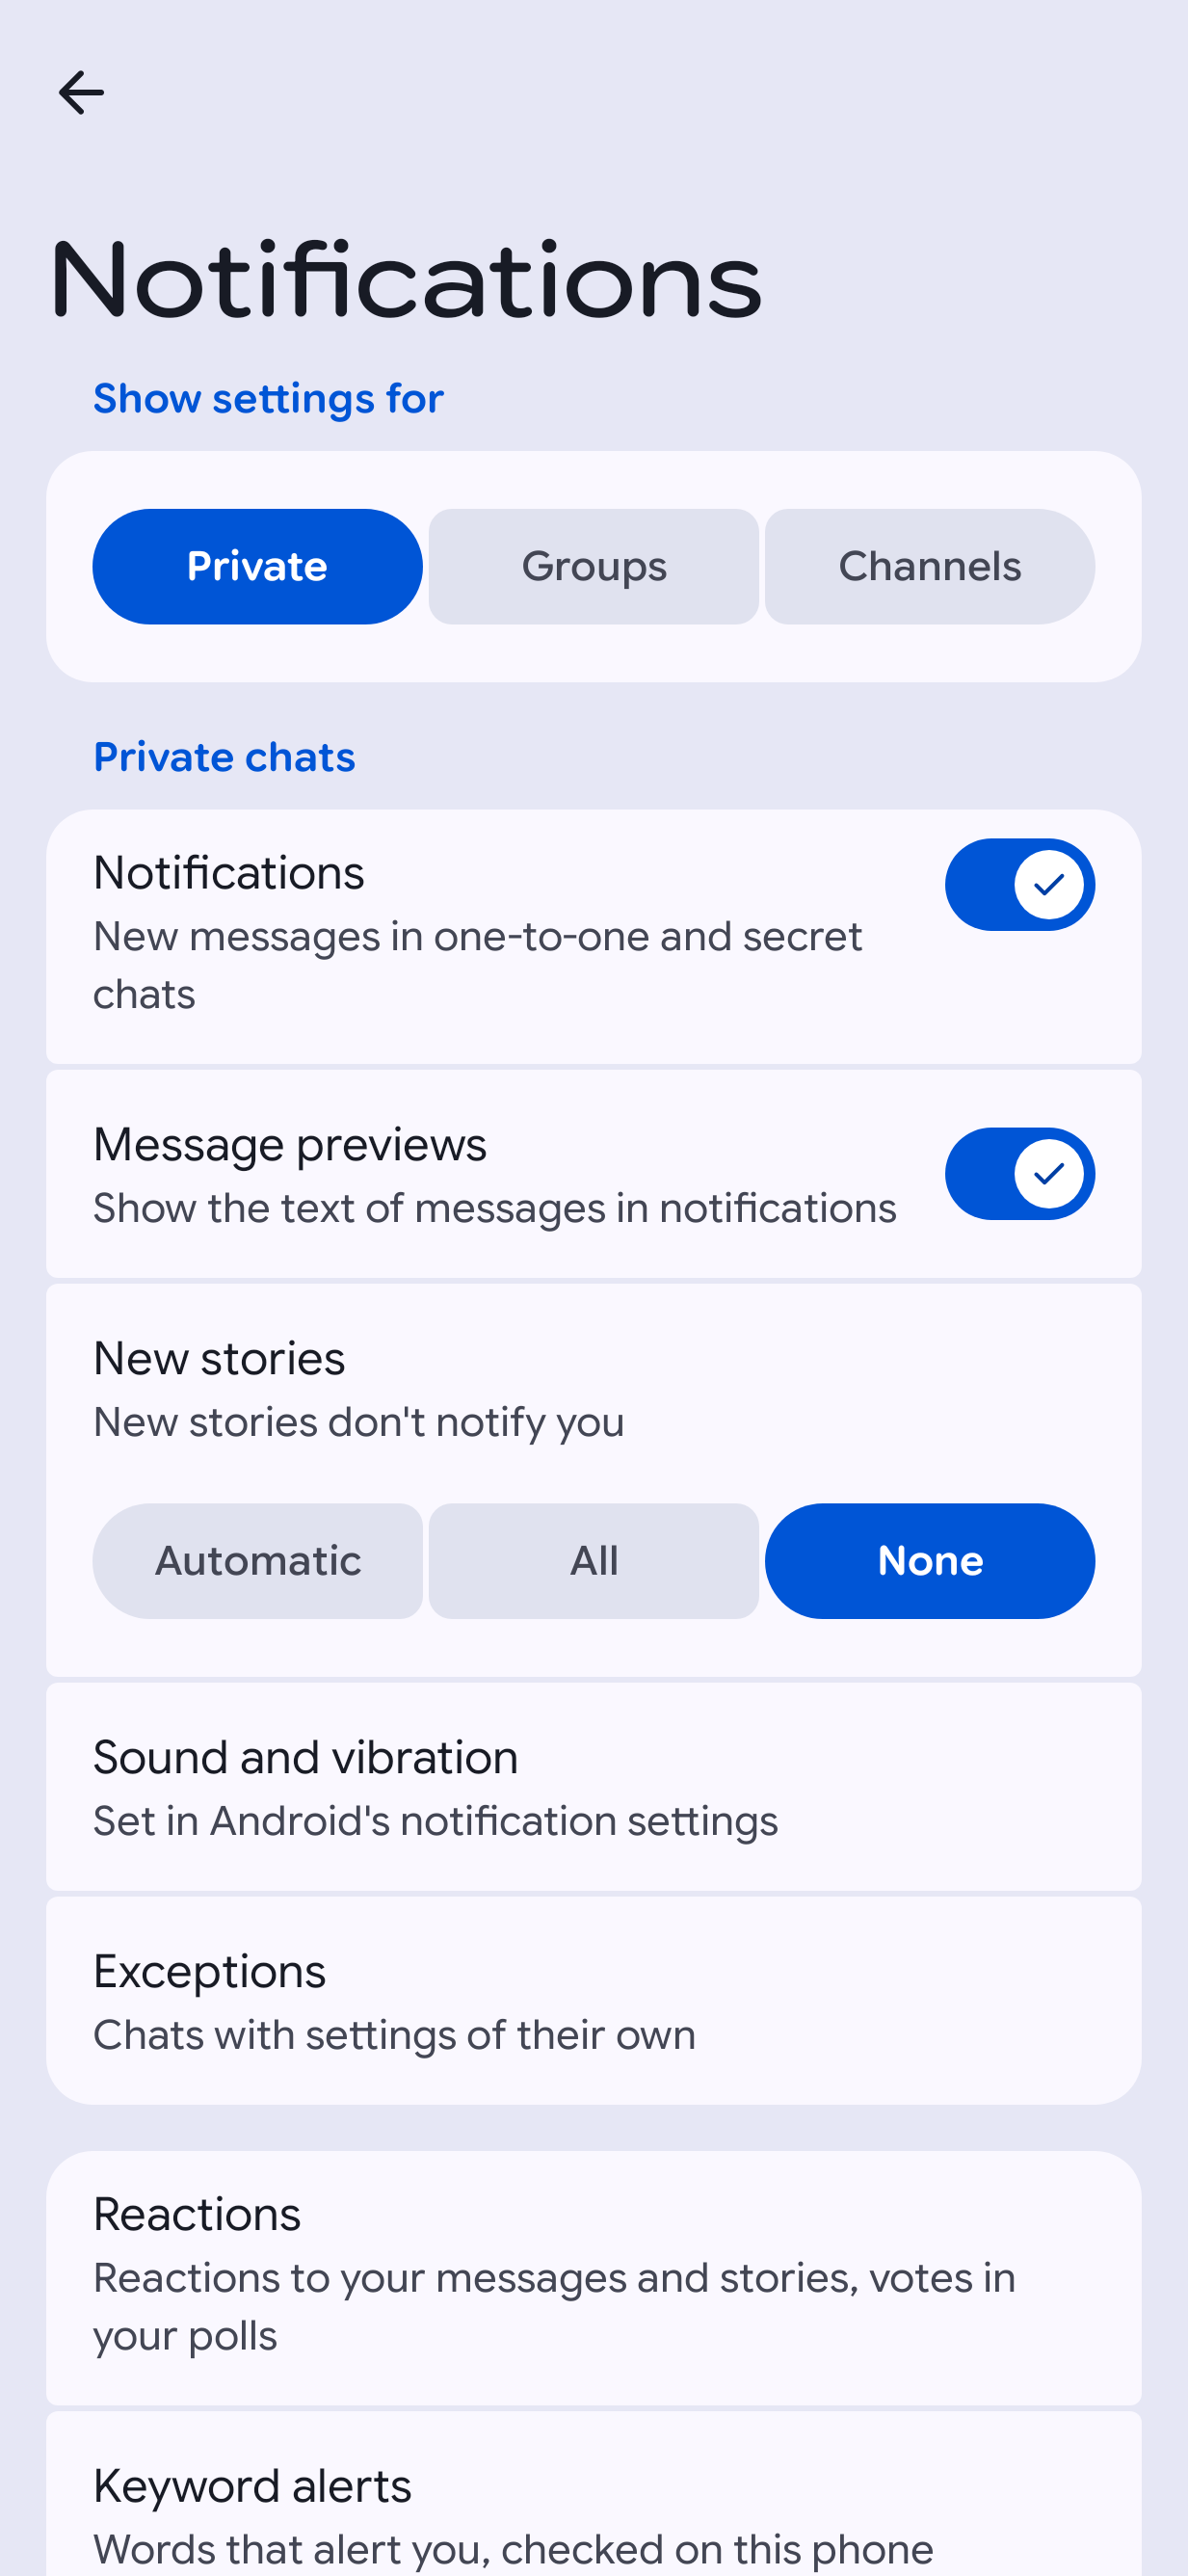 Notifications
Show settings for
Private
Groups
Channels
Private chats
Notifications
New messages in one-to-one and secret
chats
Message previews
Show the text of messages in notifications
New stories
New stories don't notify you
Automatic
All
None
Sound and vibration
Set in Android's notification settings
Exceptions
Chats with settings of their own
Reactions
Reactions to your messages and stories, votes in
your polls
Keyword alerts
Words that alert you, checked on this phone